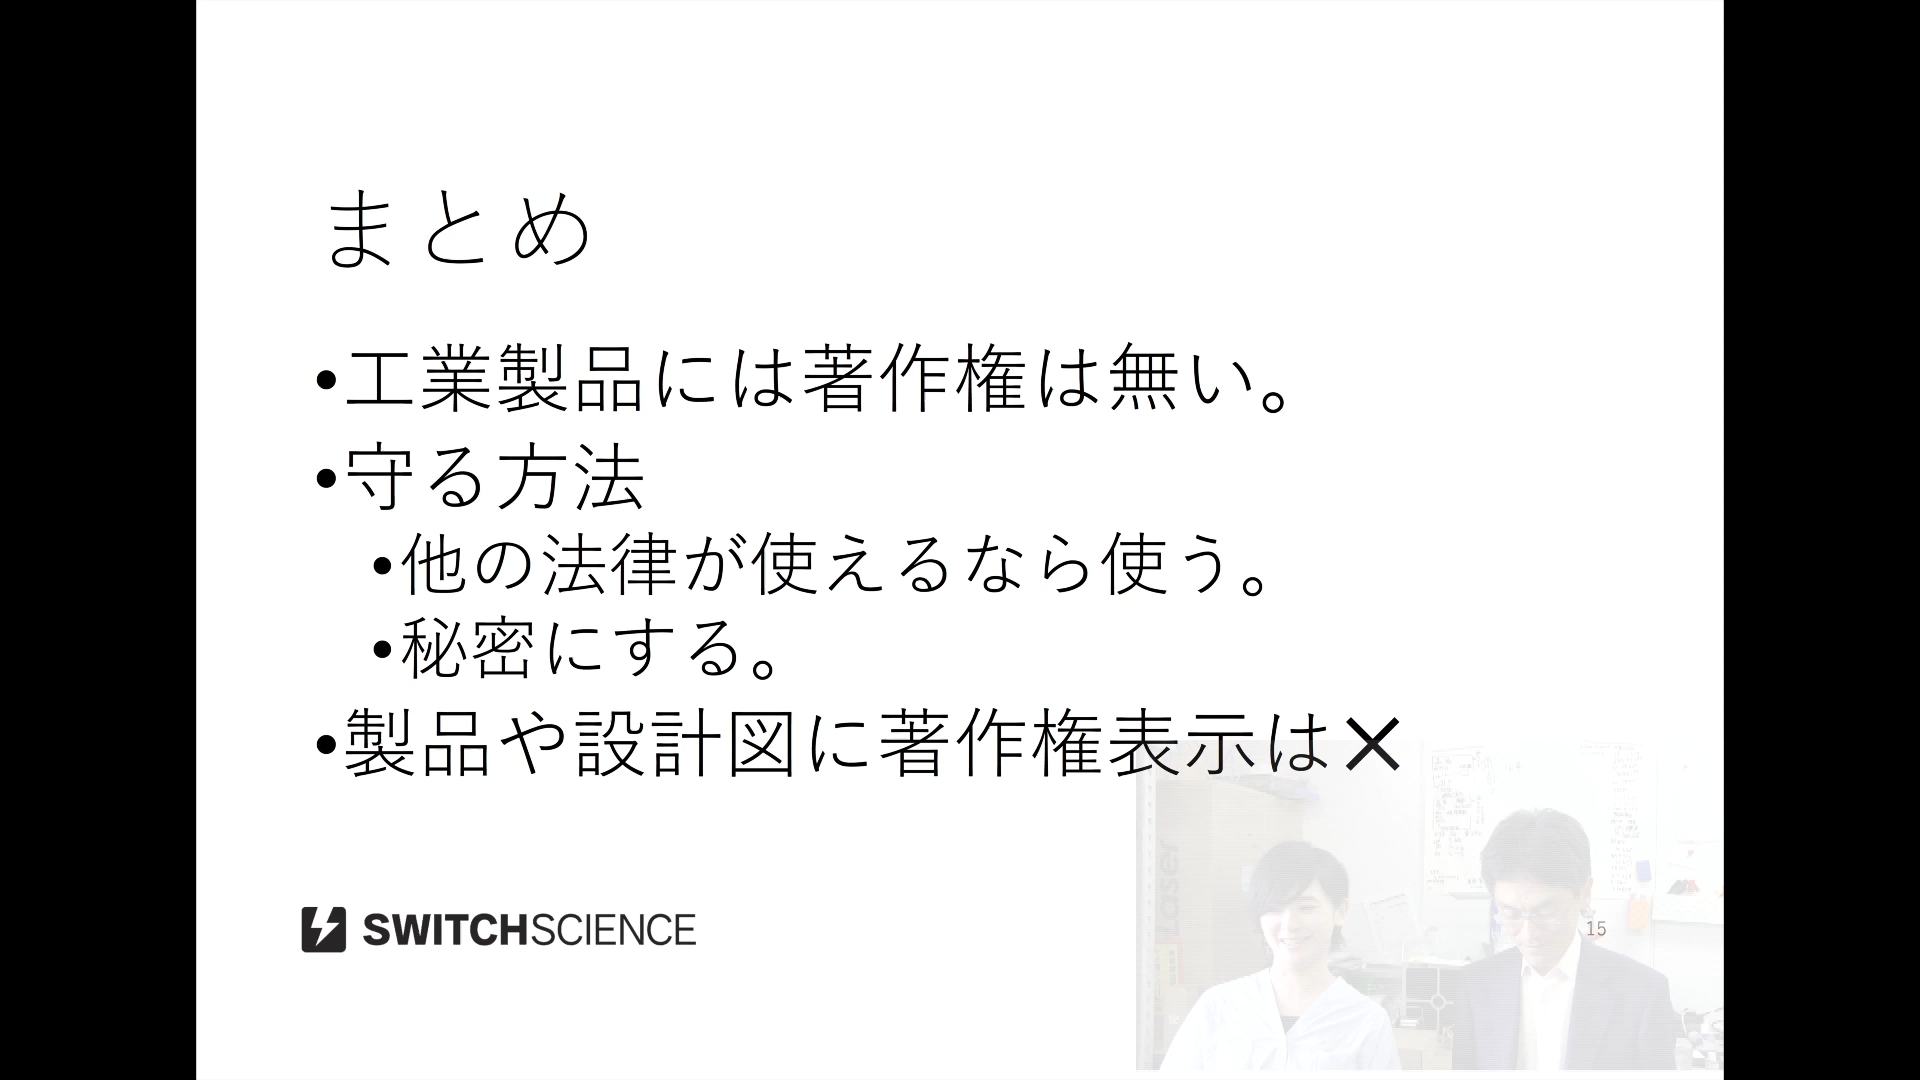 まとめ
•工業製品には著作権は無い。
•守る方法
•他の法律が使えるなら使う。
•秘密にする。
•製品や設計図に著作権表示は✕
Laser
15
SWITCHSCIENCE